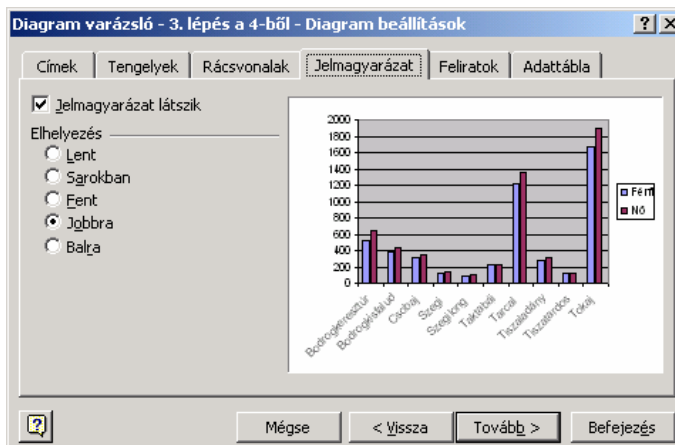 Diagram varázsló - 3. lépés a 4-ből - Diagram beállítások
Címek
Tengelyek
Rácsvonalak
Jelmagyarázat
Feliratok
Adattábla
Jelmagyarázat látszik
Elhelyezés
Lent
Sarokban
Fent
Jobbra
Balra
2000
1800
1600
1400
1200
1000
800
600
400
200
0
Bodrogkeresztúr
Bodrogkisfalud
Csobaj
Szegi
Szegilong
Taktabáj
Tarcal
Tiszaladány
Tiszatardos
Tokaj
Férfi
Nő
Mégse
< Vissza
Tovább >
Befejezés